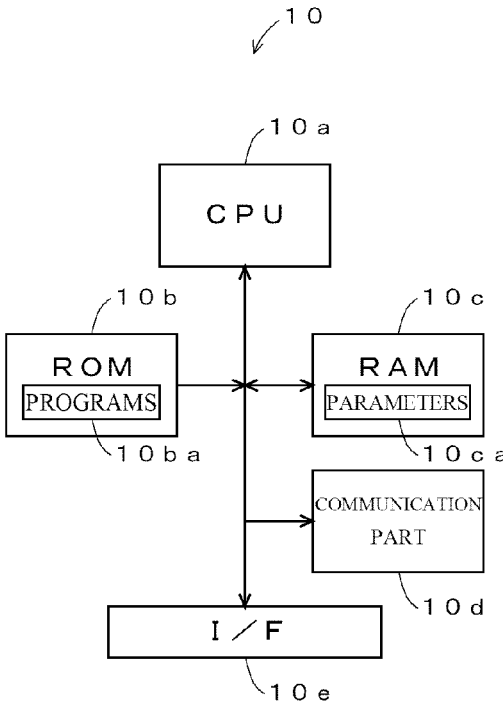 10
10a
CPU
10b
10c
ROM
RAM
PROGRAMS
PARAMETERS
10ba
10ca
COMMUNICATION
PART
10d
I/F
10e